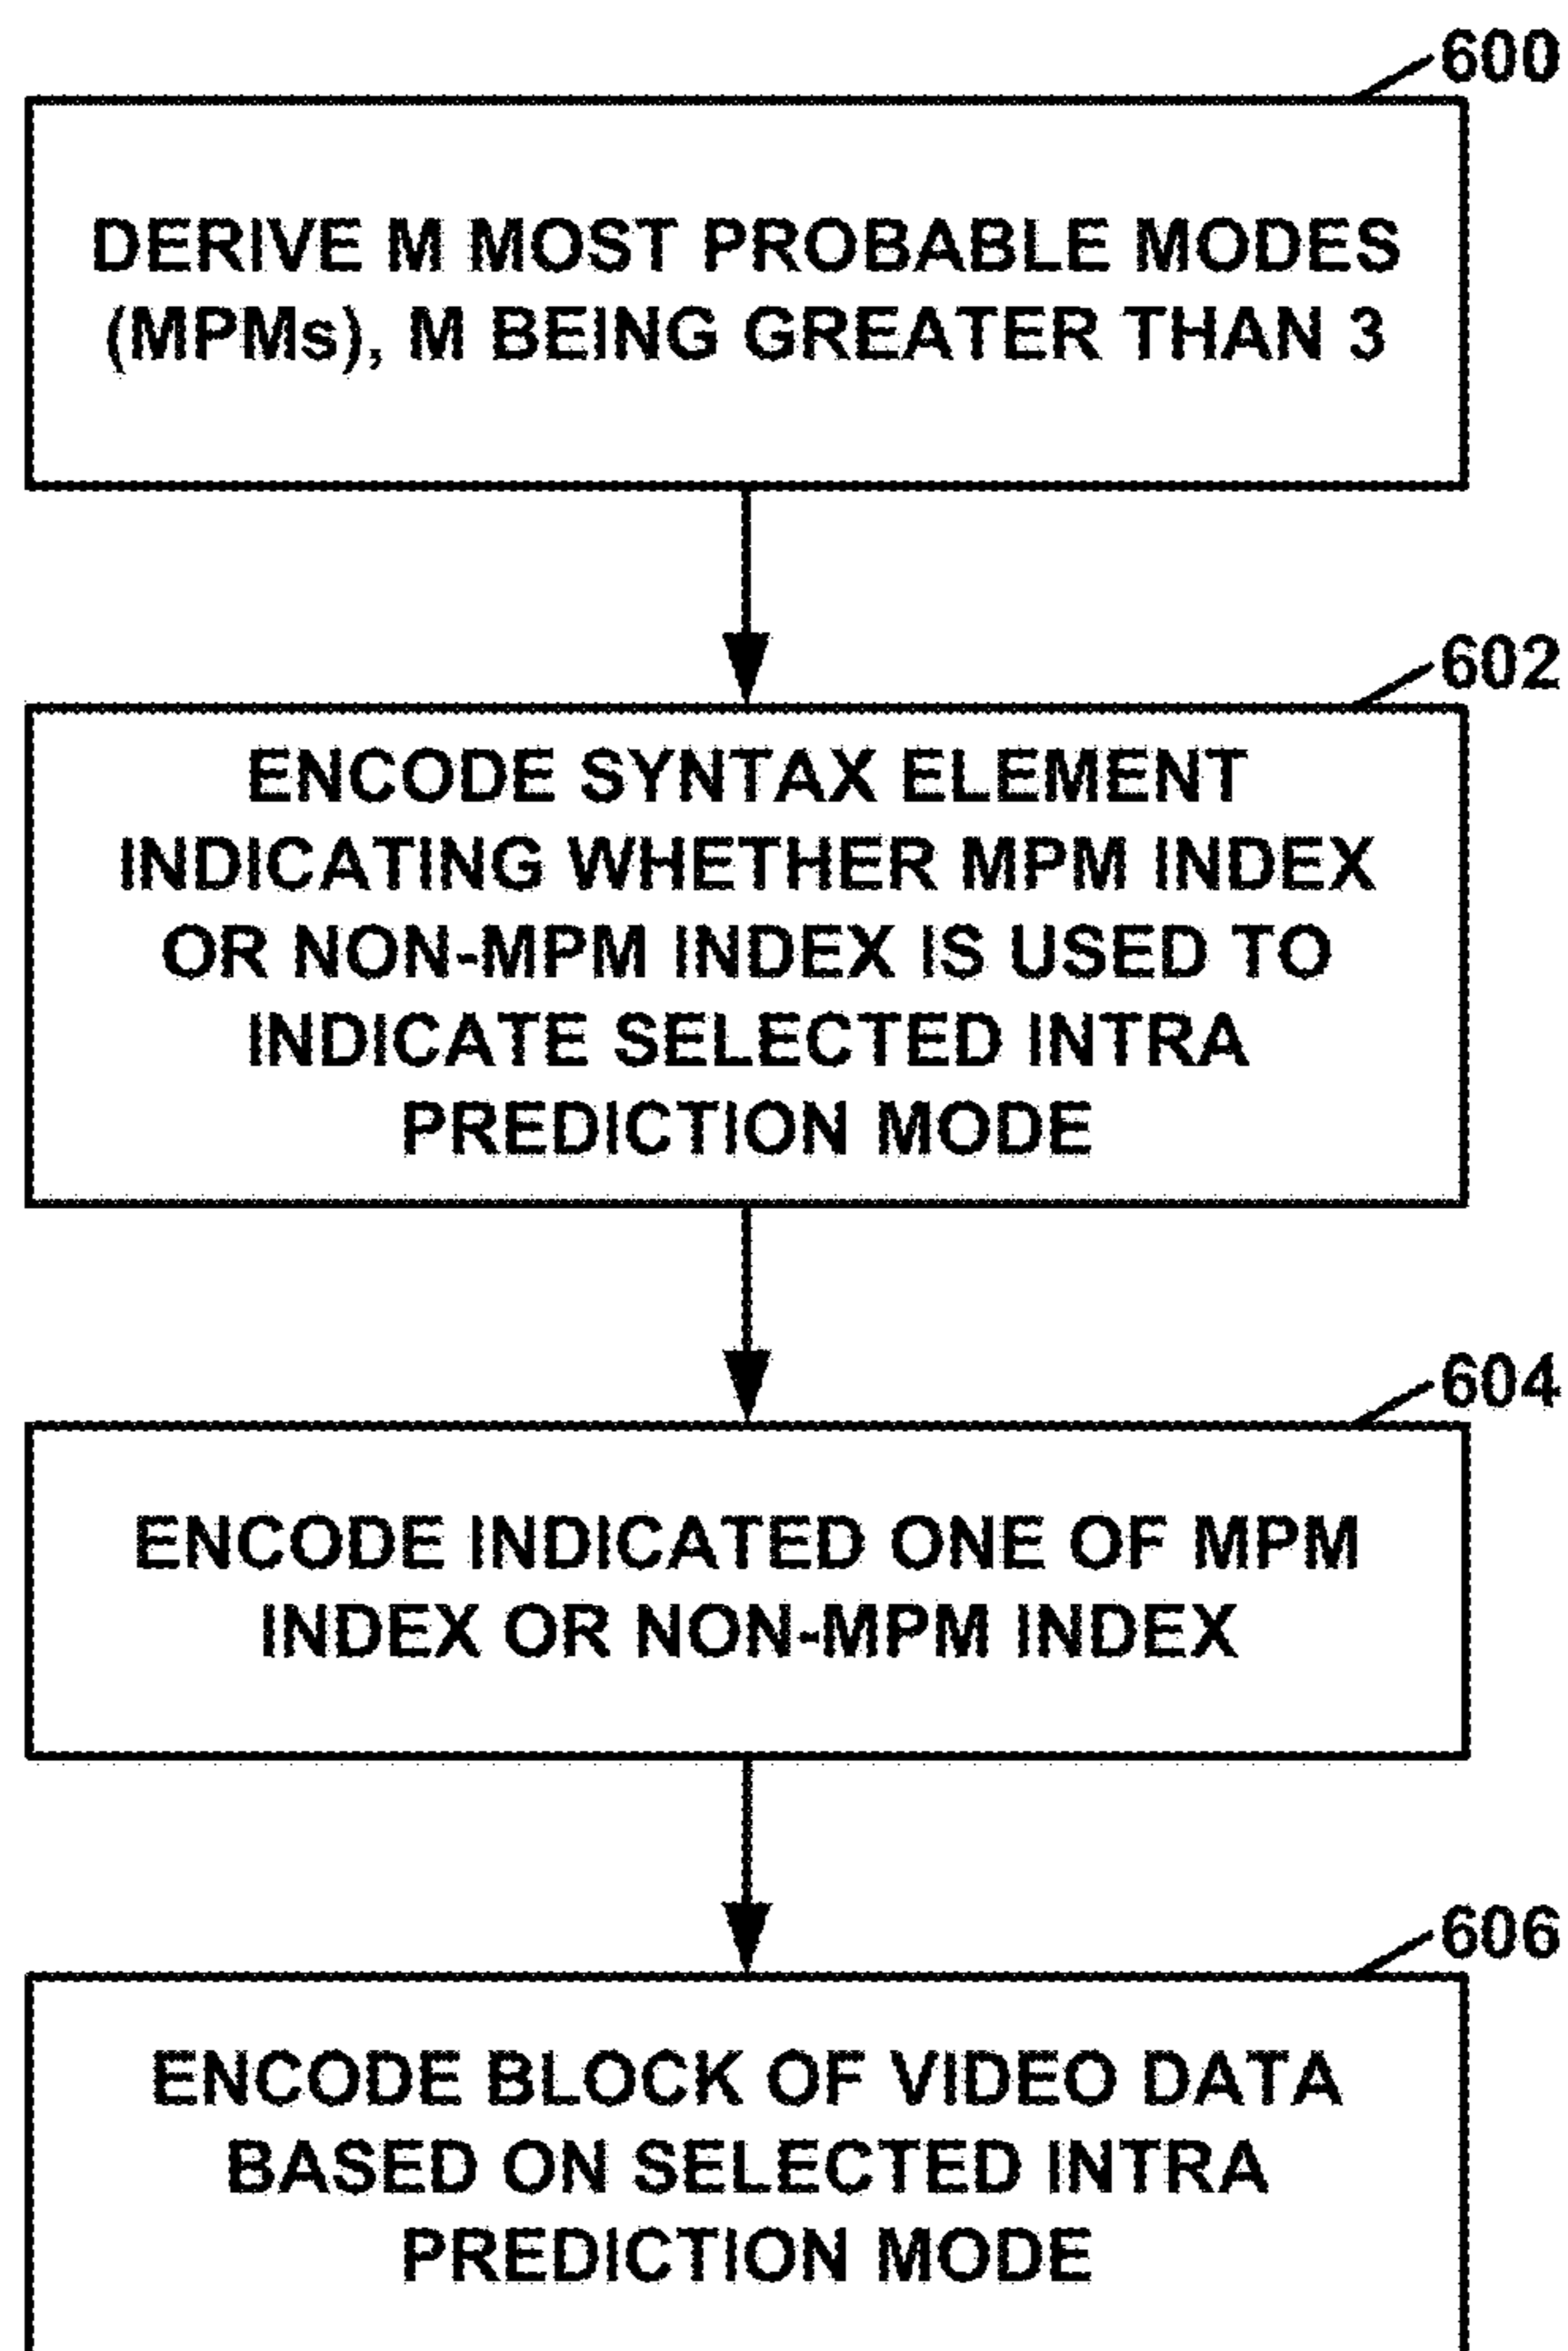 600
DERIVE M MOST PROBABLE MODES
(MPMs), M BEING GREATER THAN 3
602
ENCODE SYNTAX ELEMENT
INDICATING WHETHER MPM INDEX
OR NON-MPM INDEX IS USED TO
INDICATE SELECTED INTRA
PREDICTION MODE
604
ENCODE INDICATED ONE OF MPM
INDEX OR NON-MPM INDEX
606
ENCODE BLOCK OF VIDEO DATA
BASED ON SELECTED INTRA
PREDICTION MODE